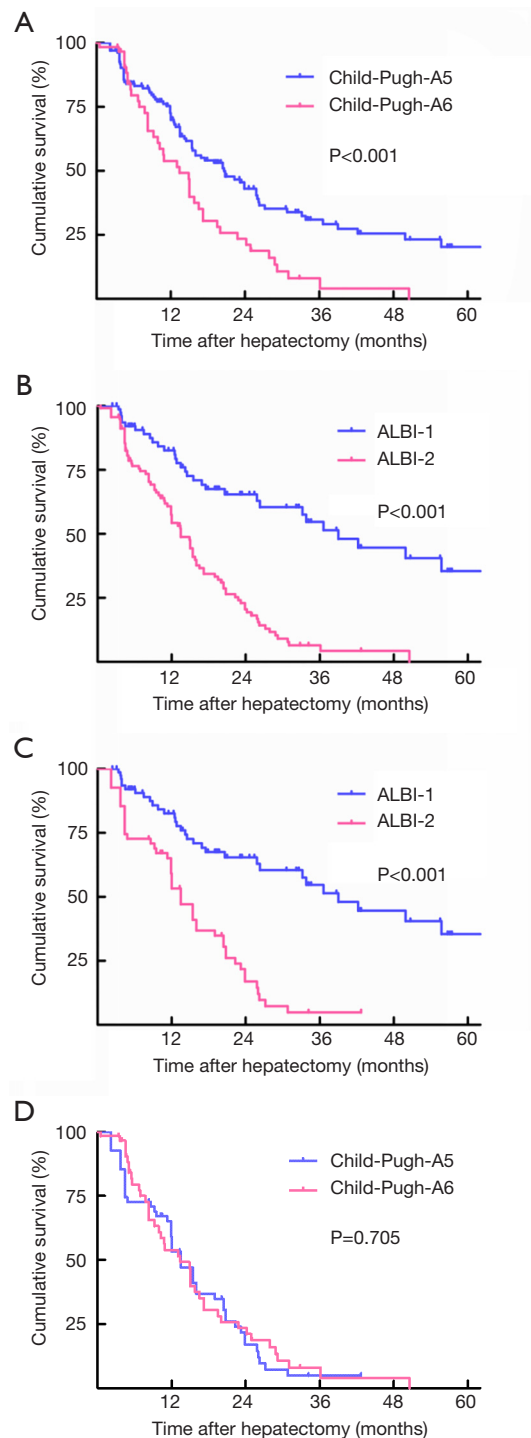 A
Cumulative survival (%)
100
75
50
25
Child-Pugh-A5
Child-Pugh-A6
P<0.001
12 24 36 48 60
Time after hepatectomy (months)
B
Cumulative survival (%)
100
75
50
25
ALBI-1
ALBI-2
P<0.001
12 24 36 48 60
Time after hepatectomy (months)
C
Cumulative survival (%)
100
75
50
25
ALBI-1
ALBI-2
P<0.001
12 24 36 48 60
Time after hepatectomy (months)
D
Cumulative survival (%)
100
75
50
25
Child-Pugh-A5
Child-Pugh-A6
P=0.705
12 24 36 48 60
Time after hepatectomy (months)